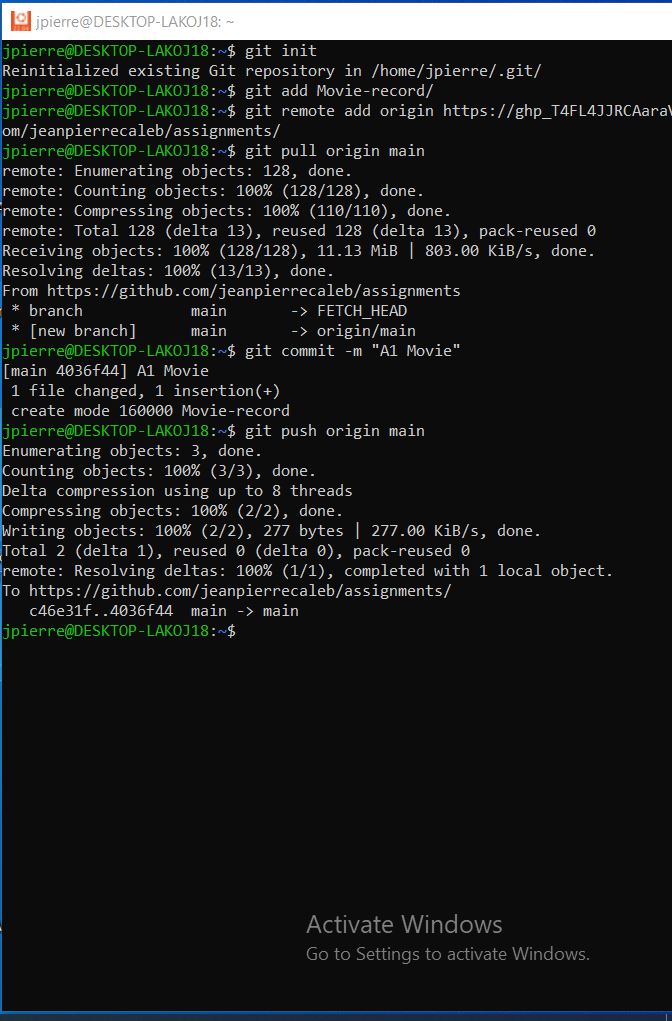 jpierre@DESKTOP-LAKOJ18: ~
jpierre@DESKTOP-LAKOJ18:~$ git init
Reinitialized existing Git repository in /home/jpierre/.git/
jpierre@DESKTOP-LAKOJ18:~$ git add Movie-record/
jpierre@DESKTOP-LAKOJ18:~$ git remote add origin https://ghp_T4FL4JJRCAara
om/jeanpierrecaleb/assignments/
jpierre@DESKTOP-LAKOJ18:~$ git pull origin main
remote: Enumerating objects: 128, done.
remote: Counting objects: 100% (128/128), done.
remote: Compressing objects: 100% (110/110), done.
remote: Total 128 (delta 13), reused 128 (delta 13), pack-reused 0
Receiving objects: 100% (128/128), 11.13 MiB | 803.00 KiB/s, done.
Resolving deltas: 100% (13/13), done.
From https://github.com/jeanpierrecaleb/assignments
 * branch            main       -> FETCH_HEAD
 * [new branch]      main       -> origin/main
jpierre@DESKTOP-LAKOJ18:~$ git commit -m "A1 Movie"
[main 4036f44] A1 Movie
 1 file changed, 1 insertion(+)
 create mode 160000 Movie-record
jpierre@DESKTOP-LAKOJ18:~$ git push origin main
Enumerating objects: 3, done.
Counting objects: 100% (3/3), done.
Delta compression using up to 8 threads
Compressing objects: 100% (2/2), done.
Writing objects: 100% (2/2), 277 bytes | 277.00 KiB/s, done.
Total 2 (delta 1), reused 0 (delta 0), pack-reused 0
remote: Resolving deltas: 100% (1/1), completed with 1 local object.
To https://github.com/jeanpierrecaleb/assignments/
   c46e31f..4036f44  main -> main
jpierre@DESKTOP-LAKOJ18:~$
Activate Windows
Go to Settings to activate Windows.